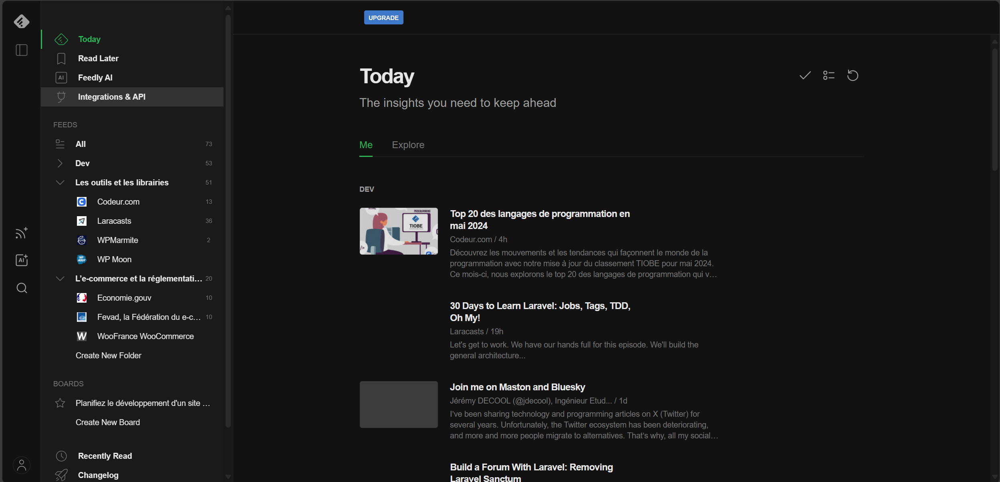 UPGRADE
Today
Read Later
AI
Feedly AI
Integrations & API
FEEDS
All
73
Dev
53
Les outils et les librairies
51
Codeur.com
13
Laracasts
36
WPMarmite
2
WP Moon
L’e-commerce et la réglementati...
20
Economie.gouv
10
Fevad, la Fédération du e-c...
10
WooFrance WooCommerce
Create New Folder
BOARDS
Planifiez le développement d'un site ...
Create New Board
Recently Read
Changelog
AI
Today
The insights you need to keep ahead
Me
Explore
DEV
PROGRAMMING
TIOBE
Top 20 des langages de programmation en
mai 2024
Codeur.com / 4h
Découvrez les mouvements et les tendances qui façonnent le monde de la
programmation avec notre mise à jour du classement TIOBE pour mai 2024.
Ce mois-ci, nous explorons le top 20 des langages de programmation qui v...
30 Days to Learn Laravel: Jobs, Tags, TDD,
Oh My!
Laracasts / 19h
Let's get to work. We have our hands full for this episode. We'll build the
general architecture...
Join me on Maston and Bluesky
Jérémy DECOOL (@jdecool), Ingénieur Etud... / 1d
I’ve been sharing technology and programming articles on X (Twitter) for
several years. Unfortunately, the Twitter ecosystem has been deteriorating,
and more and more people migrate to alternatives. That’s why, all my social...
Build a Forum With Laravel: Removing
Laravel Sanctum